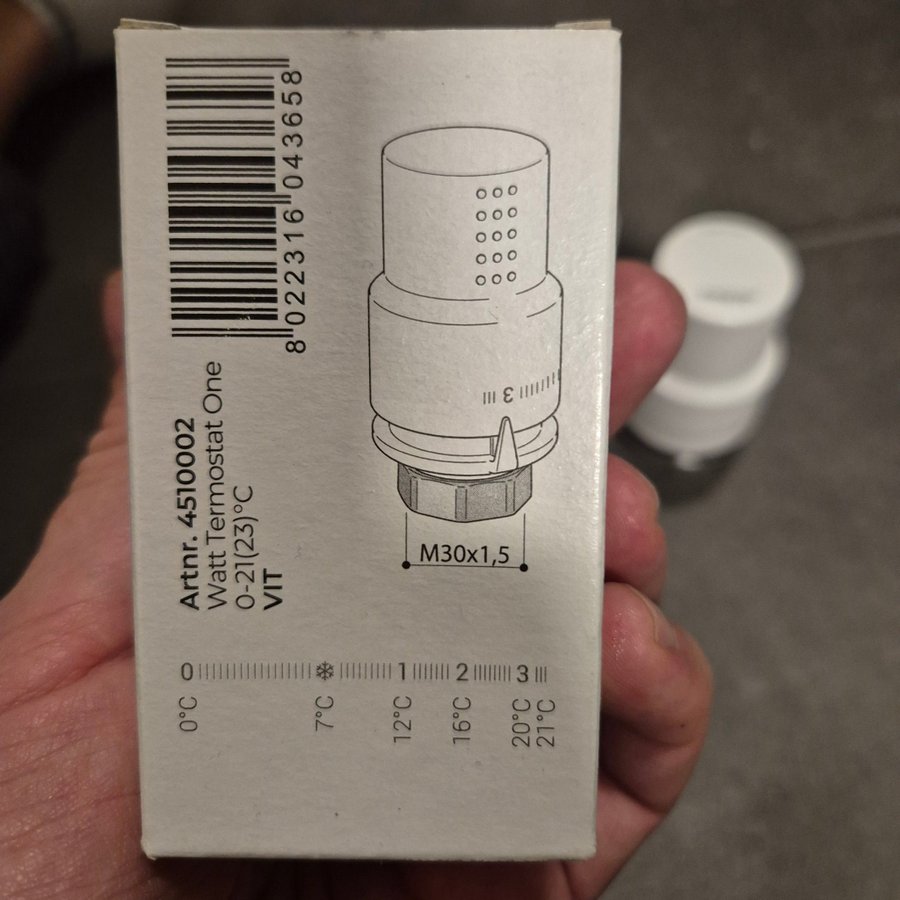 8 022316 043658
Artnr. 4510002
Watt Termostat One
0-21(23)°C
VIT
3
M30x1,5
0 1 2 3
0°C 7°C 12°C 16°C 20°C 21°C